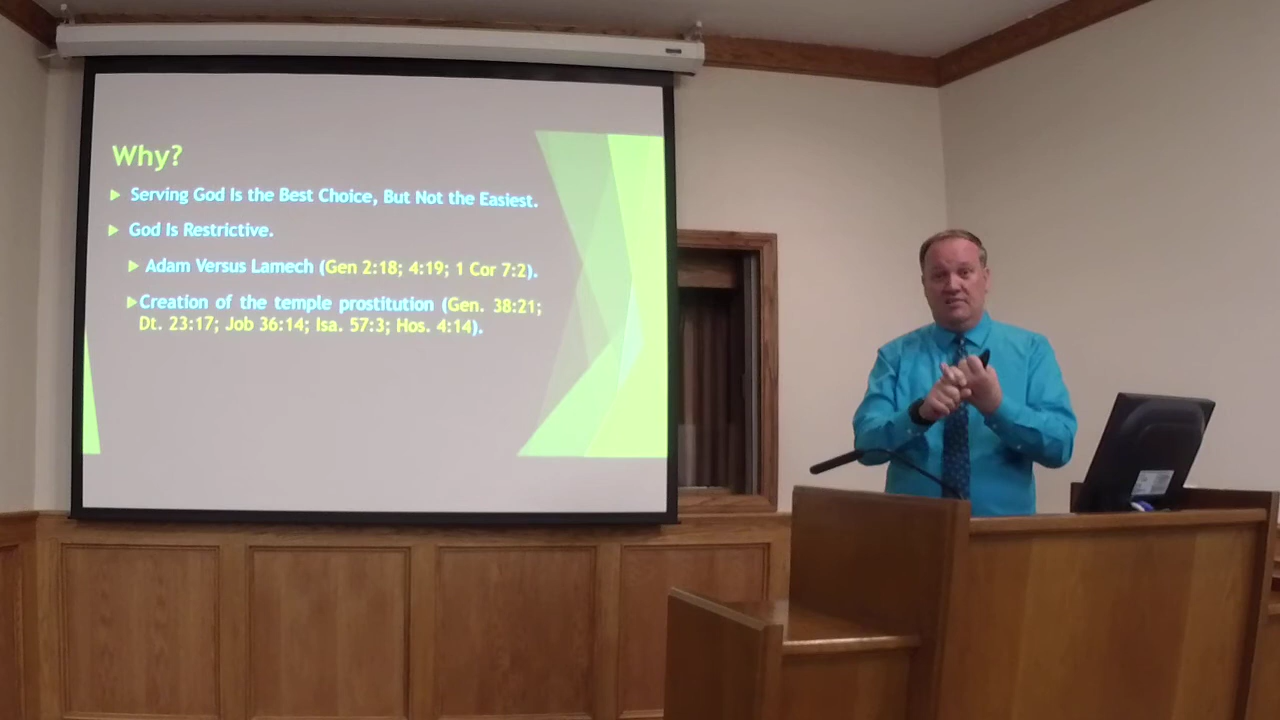 Why?
Serving God Is the Best Choice, But Not the Easiest.
God Is Restrictive.
Adam Versus Lamech (Gen 2:18; 4:19; 1 Cor 7:2).
Creation of the temple prostitution (Gen. 38:21;
Dt. 23:17; Job 36:14; Isa. 57:3; Hos. 4:14).